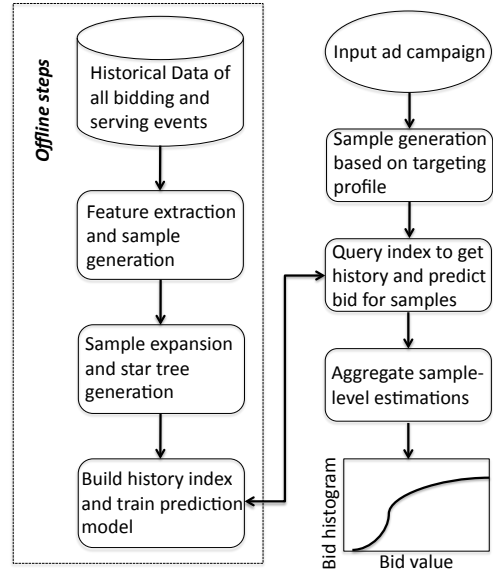 Offline steps
Historical Data of
all bidding and
serving events
Feature extraction
and sample
generation
Sample expansion
and star tree
generation
Build history index
and train prediction
model
Input ad campaign
Sample generation
based on targeting
profile
Query index to get
history and predict
bid for samples
Aggregate sample-
level estimations
Bid histogram
Bid value